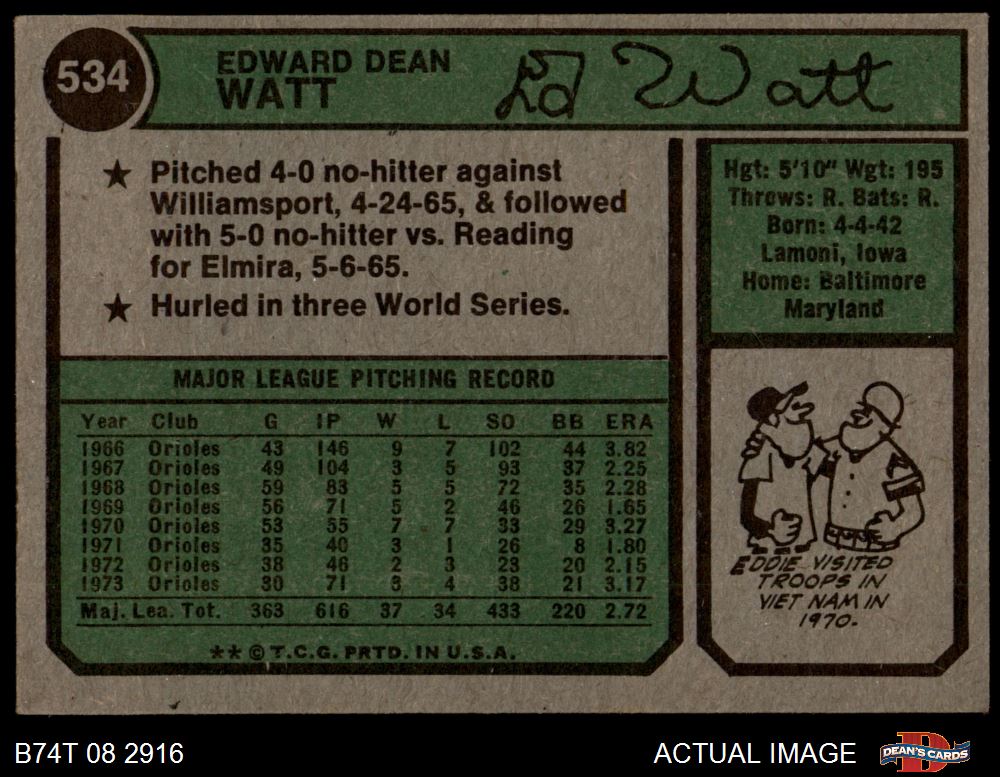 534
EDWARD DEAN
WATT
Ed Watt
★ Pitched 4-0 no-hitter against
Williamsport, 4-24-65, & followed
with 5-0 no-hitter vs. Reading
for Elmira, 5-6-65.
★ Hurled in three World Series.
Hgt: 5'10" Wgt: 195
Throws: R. Bats: R.
Born: 4-4-42
Lamoni, Iowa
Home: Baltimore
Maryland
MAJOR LEAGUE PITCHING RECORD
Year Club G IP W L SO BB ERA
1966 Orioles 43 146 9 7 102 44 3.82
1967 Orioles 49 104 3 5 93 37 2.25
1968 Orioles 59 83 5 5 72 35 2.28
1969 Orioles 56 71 5 2 46 26 1.65
1970 Orioles 53 55 7 7 33 29 3.27
1971 Orioles 35 40 3 1 26 8 1.80
1972 Orioles 38 46 2 3 23 20 2.15
1973 Orioles 30 71 3 4 38 21 3.17
Maj. Lea. Tot. 363 616 37 34 433 220 2.72
** © T.C.G. PRTD. IN U.S.A.
EDDIE VISITED
TROOPS IN
VIET NAM IN
1970.
B74T 08 2916
ACTUAL IMAGE
DEAN'S CARDS